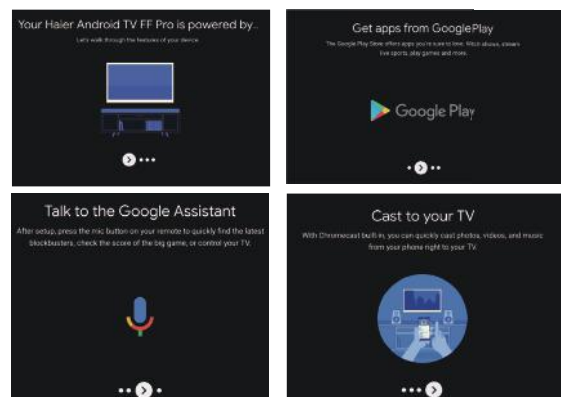 Your Haier Android TV FF Pro is powered by...
Let's walk through the features of your device.
Get apps from GooglePlay
The Google Play Store offers apps you're sure to love. Watch shows, stream
live sports, play games and more.
Google Play
Talk to the Google Assistant
After setup, press the mic button on your remote to quickly find the latest
blockbusters, check the score of the big game, or control your TV.
Cast to your TV
With Chromecast built-in, you can quickly cast photos, videos, and music
from your phone right to your TV.